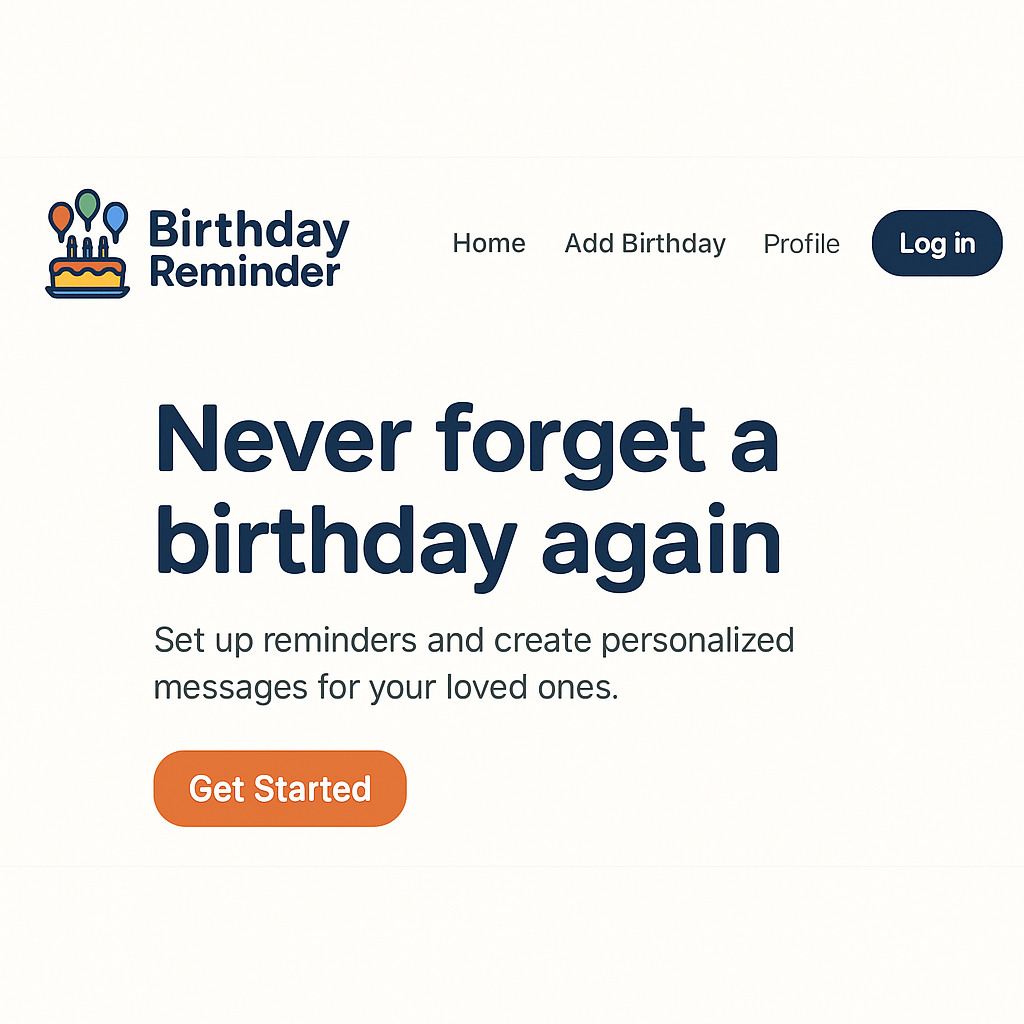 Birthday
Reminder
Home
Add Birthday
Profile
Log in
Never forget a
birthday again
Set up reminders and create personalized
messages for your loved ones.
Get Started